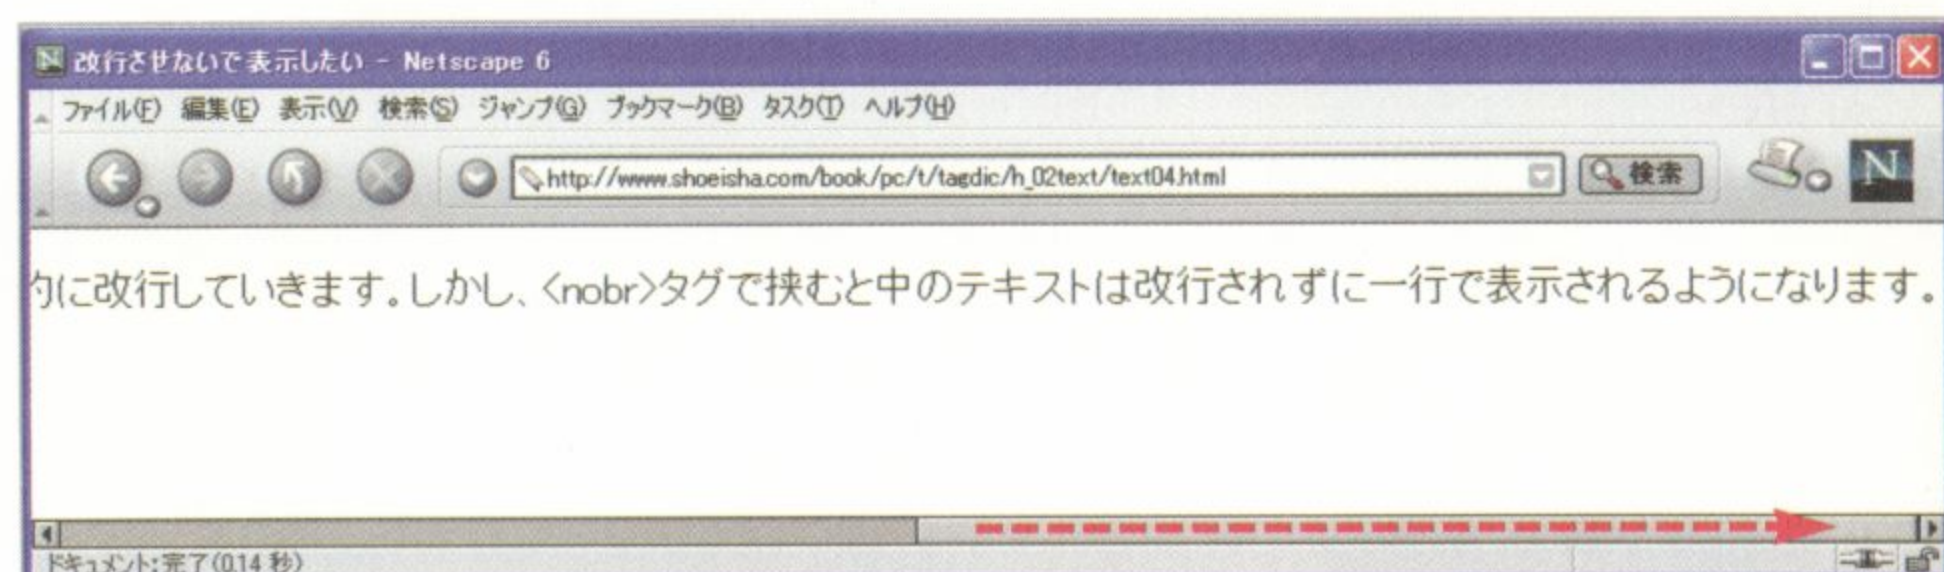 改行させないで表示したい - Netscape 6
ファイル(F) 編集(E) 表示(V) 検索(S) ジャンプ(G) ブックマーク(B) タスク(T) ヘルプ(H)
http://www.shoeisha.com/book/pc/t/tagdic/h_02text/text04.html 検索 N
的に改行していきます。しかし、<nobr>タグで挟むと中のテキストは改行されずに一行で表示されるようになります。
ドキュメント:完了(0.14 秒)